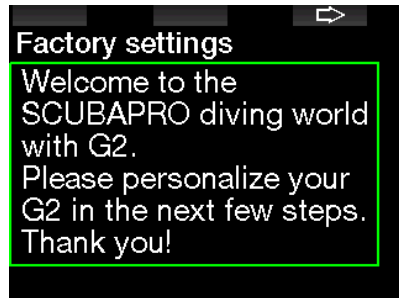 Factory settings
Welcome to the
SCUBAPRO diving world
with G2.
Please personalize your
G2 in the next few steps.
Thank you!